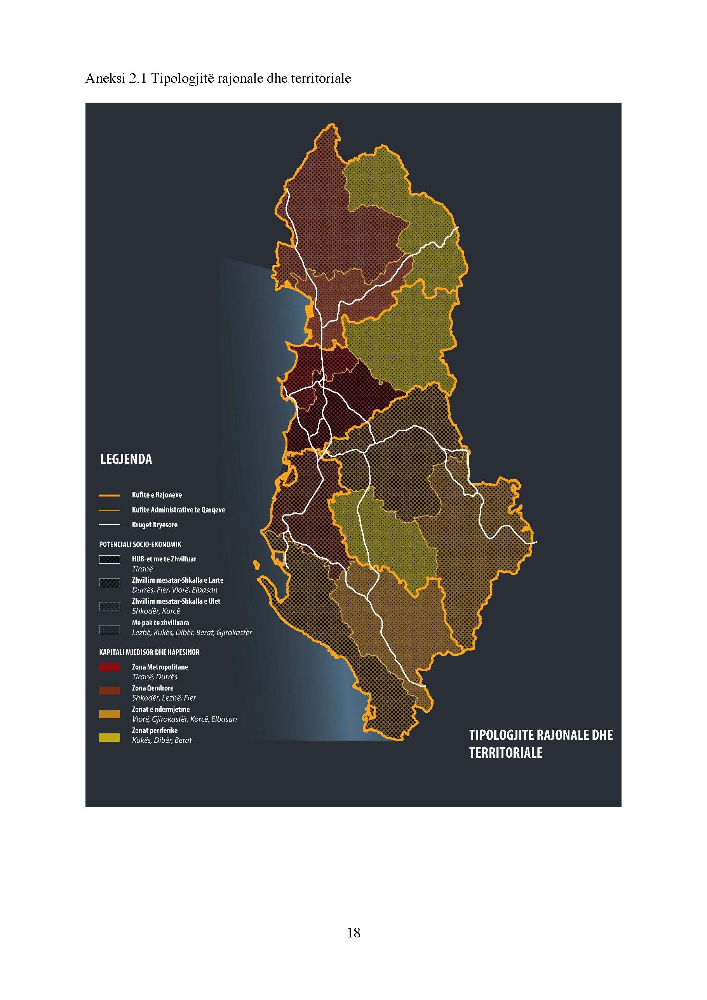 Aneksi 2.1 Tipologjitë rajonale dhe territoriale
LEGJENDA
Kufite e Rajoneve
Kufite Administrative te Qarqeve
Rruget Kryesore
POTENCIALI SOCIO-EKONOMIK
HUB-et me te Zhvilluar
Tiranë
Zhvillim mesatar-Shkalla e Larte
Durrës, Fier, Vlorë, Elbasan
Zhvillim mesatar-Shkalla e Ulet
Shkodër, Korçë
Me pak te zhvilluara
Lezhë, Kukës, Dibër, Berat, Gjirokastër
KAPITALI MJEDISOR DHE HAPESINOR
Zona Metropolitane
Tiranë, Durrës
Zona Qendrore
Shkodër, Lezhë, Fier
Zonat e ndermjetme
Vlorë, Gjirokastër, Korçë, Elbasan
Zonat periferike
Kukës, Dibër, Berat
TIPOLOGJITE RAJONALE DHE
TERRITORIALE
18